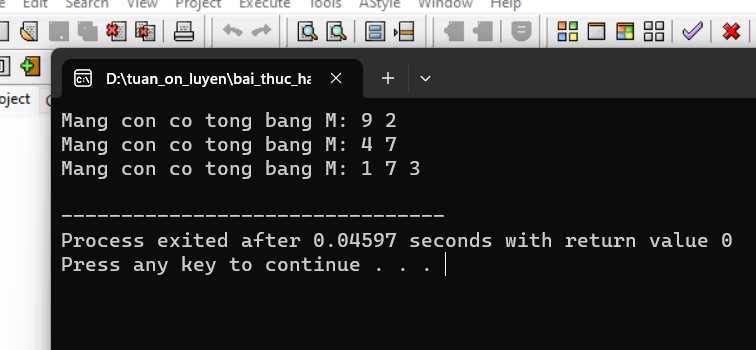 Edit Search View Project Execute Tools AStyle Window Help
D:\tuan_on_luyen\bai_thuc_ha
Mang con co tong bang M: 9 2
Mang con co tong bang M: 4 7
Mang con co tong bang M: 1 7 3
--------------------------------
Process exited after 0.04597 seconds with return value 0
Press any key to continue . . .